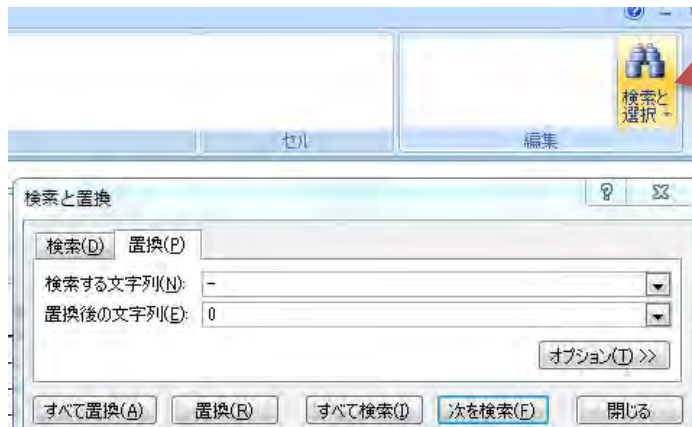 検索と
選択
セル
編集
検索と置換
検索(D)
置換(P)
検索する文字列(N):
-
置換後の文字列(E):
0
オプション(T) >>
すべて置換(A)
置換(R)
すべて検索(I)
次を検索(F)
閉じる